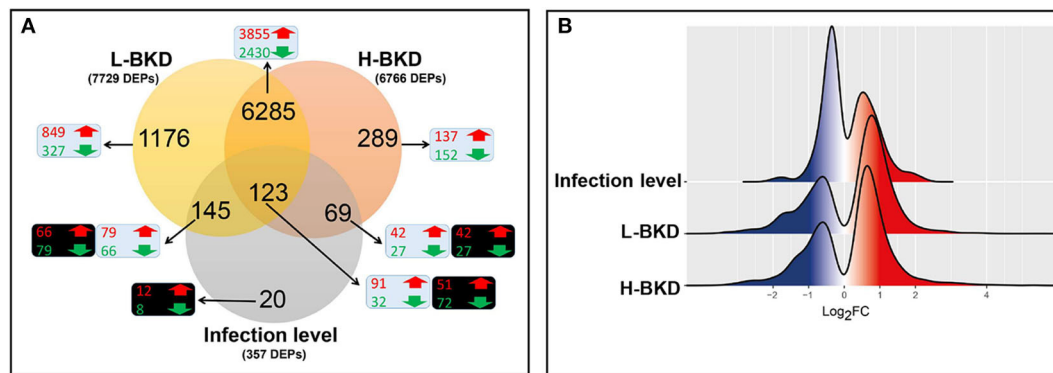 A
3855
2430
L-BKD
(7729 DEPs)
H-BKD
(6766 DEPs)
6285
849
327
1176
289
137
152
123
145
69
66
79
79
66
42
27
42
27
91
32
51
72
12
8
20
Infection level
(357 DEPs)
B
Infection level
L-BKD
H-BKD
-2 -1 0 1 2 4
Log2FC